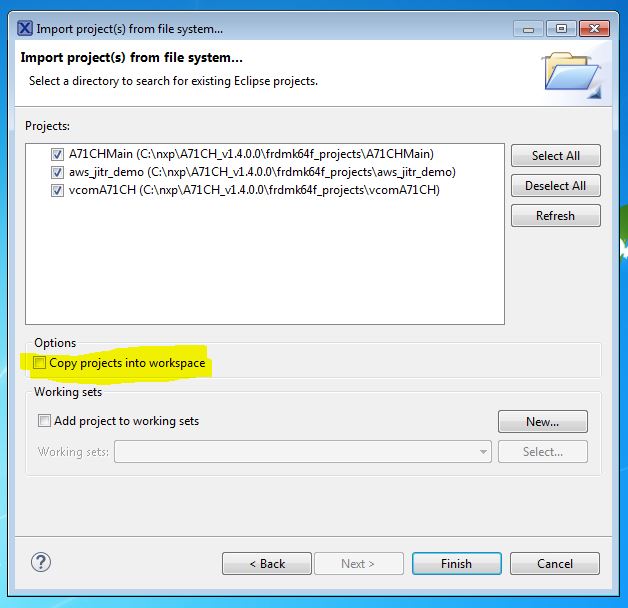 Import project(s) from file system...
Import project(s) from file system...
Select a directory to search for existing Eclipse projects.
Projects:
A71CHMain (C:\nxp\A71CH_v1.4.0.0\frdmk64f_projects\A71CHMain)
aws_jitr_demo (C:\nxp\A71CH_v1.4.0.0\frdmk64f_projects\aws_jitr_demo)
vcomA71CH (C:\nxp\A71CH_v1.4.0.0\frdmk64f_projects\vcomA71CH)
Select All
Deselect All
Refresh
Options
Copy projects into workspace
Working sets
Add project to working sets
New...
Working sets:
Select...
?
< Back
Next >
Finish
Cancel